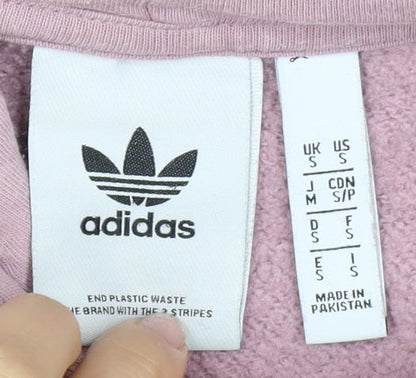 adidas
END PLASTIC WASTE
THE BRAND WITH THE 3 STRIPES
UK US
S S
J CDN
M S/P
D F
S S
E I
S S
MADE IN
PAKISTAN